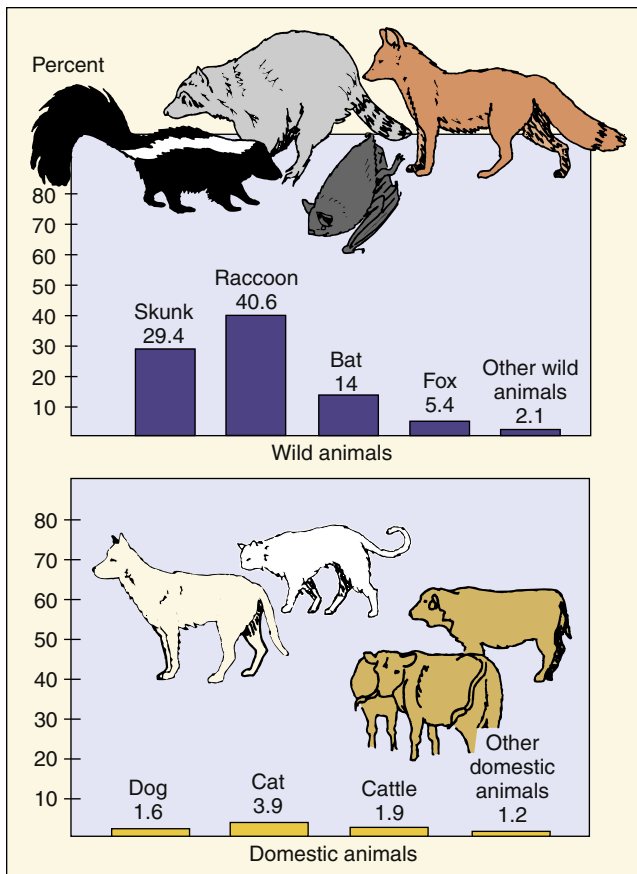 Percent
80
70
60
50
40
30
20
10
Skunk
29.4
Raccoon
40.6
Bat
14
Fox
5.4
Other wild
animals
2.1
Wild animals
80
70
60
50
40
30
20
10
Dog
1.6
Cat
3.9
Cattle
1.9
Other
domestic
animals
1.2
Domestic animals